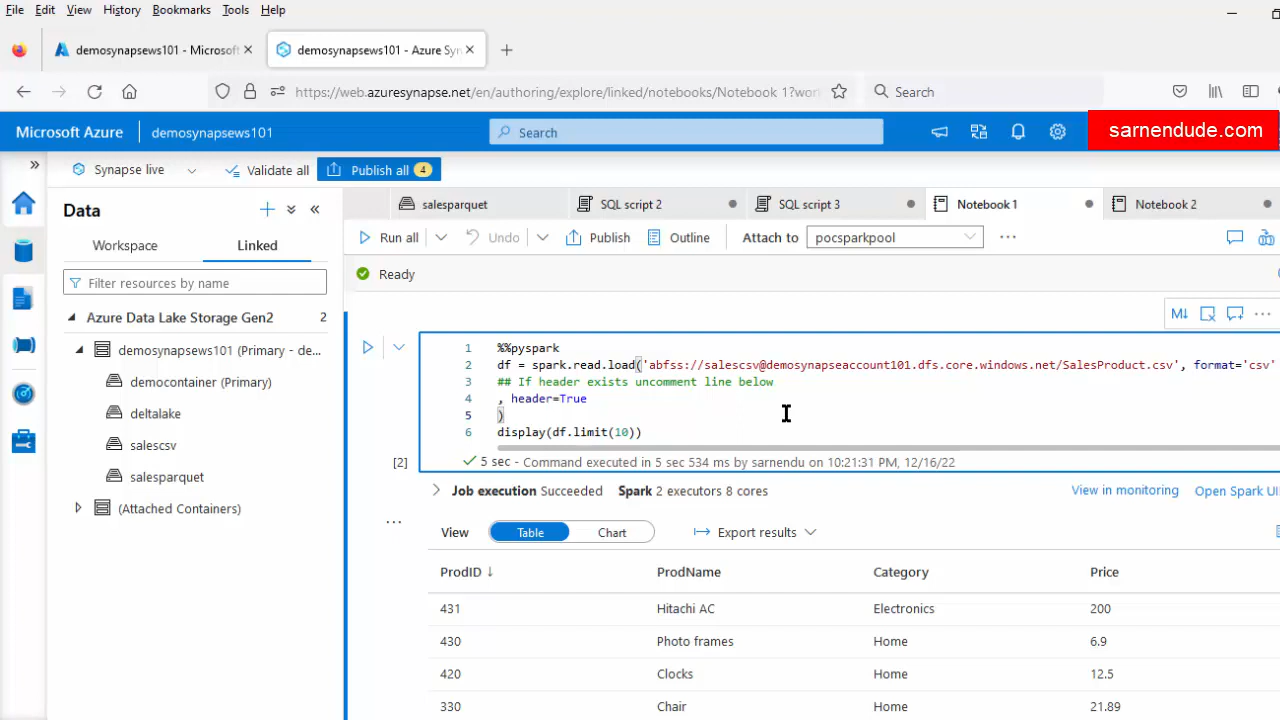 File Edit View History Bookmarks Tools Help
demosynapsews101 - Microsoft
demosynapsews101 - Azure Syn
https://web.azuresynapse.net/en/authoring/explore/linked/notebooks/Notebook 1?wor
Search
Microsoft Azure
demosynapsews101
Search
sarnendude.com
Synapse live
Validate all
Publish all 4
Data
Workspace
Linked
Filter resources by name
Azure Data Lake Storage Gen2 2
demosynapsews101 (Primary - de...
democontainer (Primary)
deltalake
salescsv
salesparquet
(Attached Containers)
salesparquet
SQL script 2
SQL script 3
Notebook 1
Notebook 2
Run all
Undo
Publish
Outline
Attach to
pocsparkpool
Ready
M↓
1 %%pyspark
2 df = spark.read.load('abfss://salescsv@demosynapseaccount101.dfs.core.windows.net/SalesProduct.csv', format='csv'
3 ## If header exists uncomment line below
4 , header=True
5 )
6 display(df.limit(10))
[2]
5 sec - Command executed in 5 sec 534 ms by sarnendu on 10:21:31 PM, 12/16/22
Job execution Succeeded Spark 2 executors 8 cores
View in monitoring
Open Spark UI
View
Table
Chart
Export results
ProdID ↓ ProdName Category Price
431 Hitachi AC Electronics 200
430 Photo frames Home 6.9
420 Clocks Home 12.5
330 Chair Home 21.89